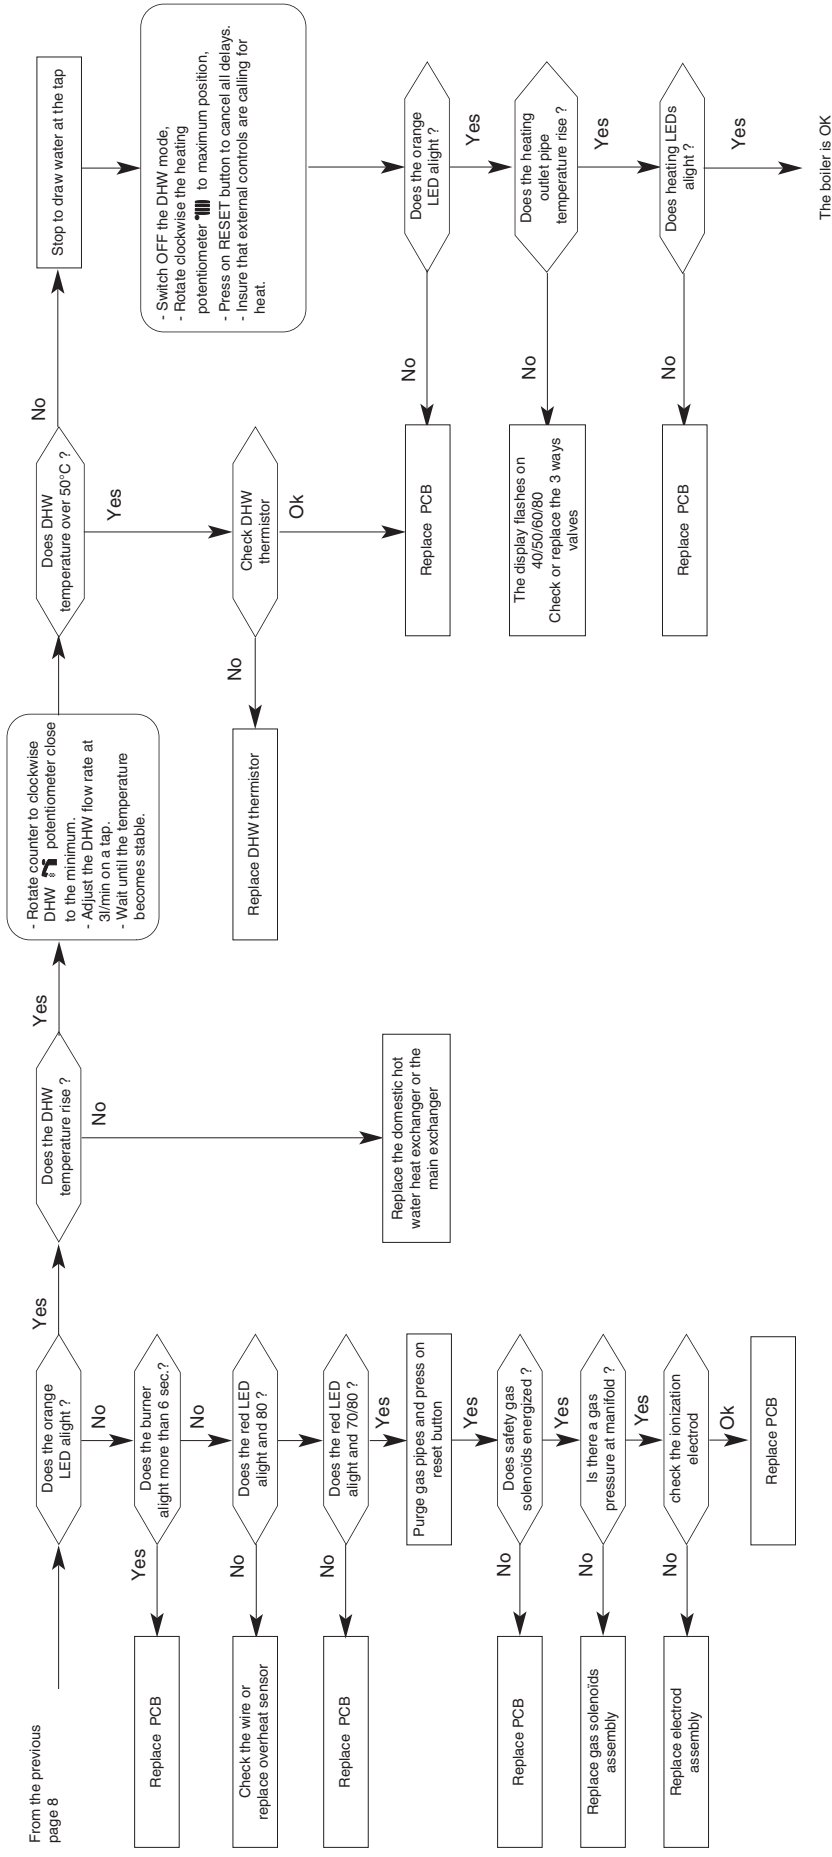 From the previous
page 8
Does the orange
LED alight ?
Yes
No
Does the burner
alight more than 6 sec.?
Yes
Replace PCB
No
Does the red LED
alight and 80 ?
No
Check the wire or
replace overheat sensor
Does the red LED
alight and 70/80 ?
No
Replace PCB
Yes
Purge gas pipes and press on
reset button
Yes
Does safety gas
solenoïds energized ?
No
Replace PCB
Yes
Is there a gas
pressure at manifold ?
No
Replace gas solenoïds
assembly
Yes
check the ionization
electrod
No
Replace electrod
assembly
Ok
Replace PCB
Does the DHW
temperature rise ?
Yes
No
Replace the domestic hot
water heat exchanger or the
main exchanger
- Rotate counter to clockwise
DHW potentiometer close
to the minimum.
- Adjust the DHW flow rate at
3l/min on a tap.
- Wait until the temperature
becomes stable.
Does DHW
temperature over 50°C ?
No
Yes
Check DHW
thermistor
No
Replace DHW thermistor
Ok
Stop to draw water at the tap
- Switch OFF the DHW mode,
- Rotate clockwise the heating
potentiometer to maximum position,
- Press on RESET button to cancel all delays.
- Insure that external controls are calling for
heat.
Does the orange
LED alight ?
No
Replace PCB
Yes
Does the heating
outlet pipe
temperature rise ?
No
The display flashes on
40/50/60/80
Check or replace the 3 ways
valves
Yes
Does heating LEDs
alight ?
No
Replace PCB
Yes
The boiler is OK